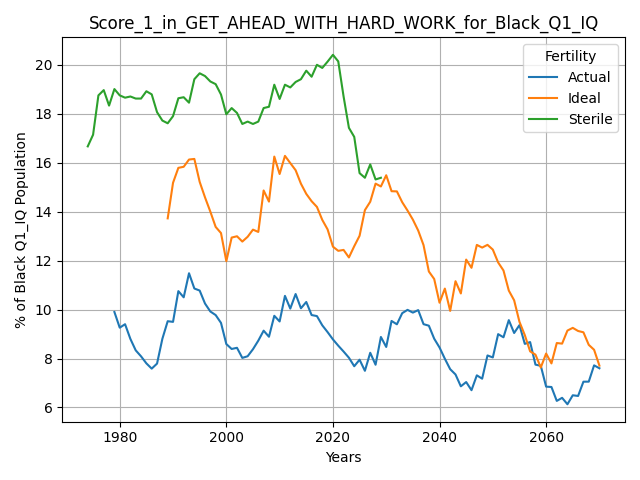 Score_1_in_GET_AHEAD_WITH_HARD_WORK_for_Black_Q1_IQ
Fertility
Actual
Ideal
Sterile
% of Black Q1_IQ Population
20
18
16
14
12
10
8
6
1980
2000
2020
2040
2060
Years